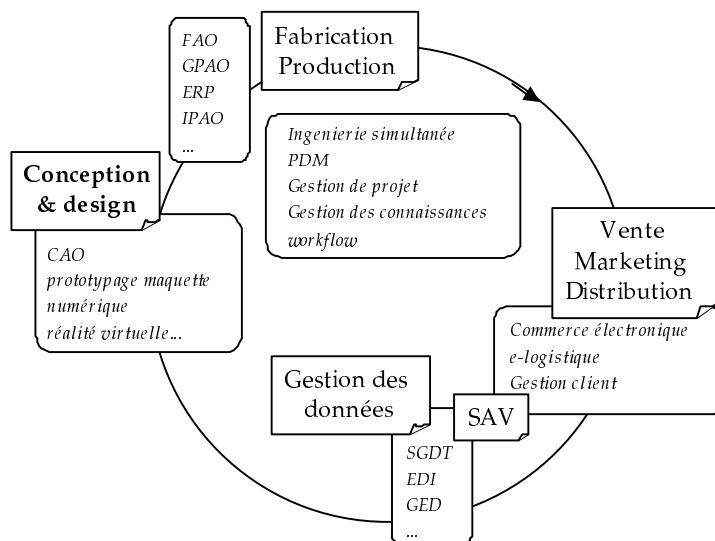 FAO
GPAO
ERP
IPAO
...
Fabrication
Production
Ingenierie simultanée
PDM
Gestion de projet
Gestion des connaissances
workflow
Conception
& design
CAO
prototypage maquette
numérique
réalité virtuelle...
Vente
Marketing
Distribution
Commerce électronique
e-logistique
Gestion client
Gestion des
données
SAV
SGDT
EDI
GED
...